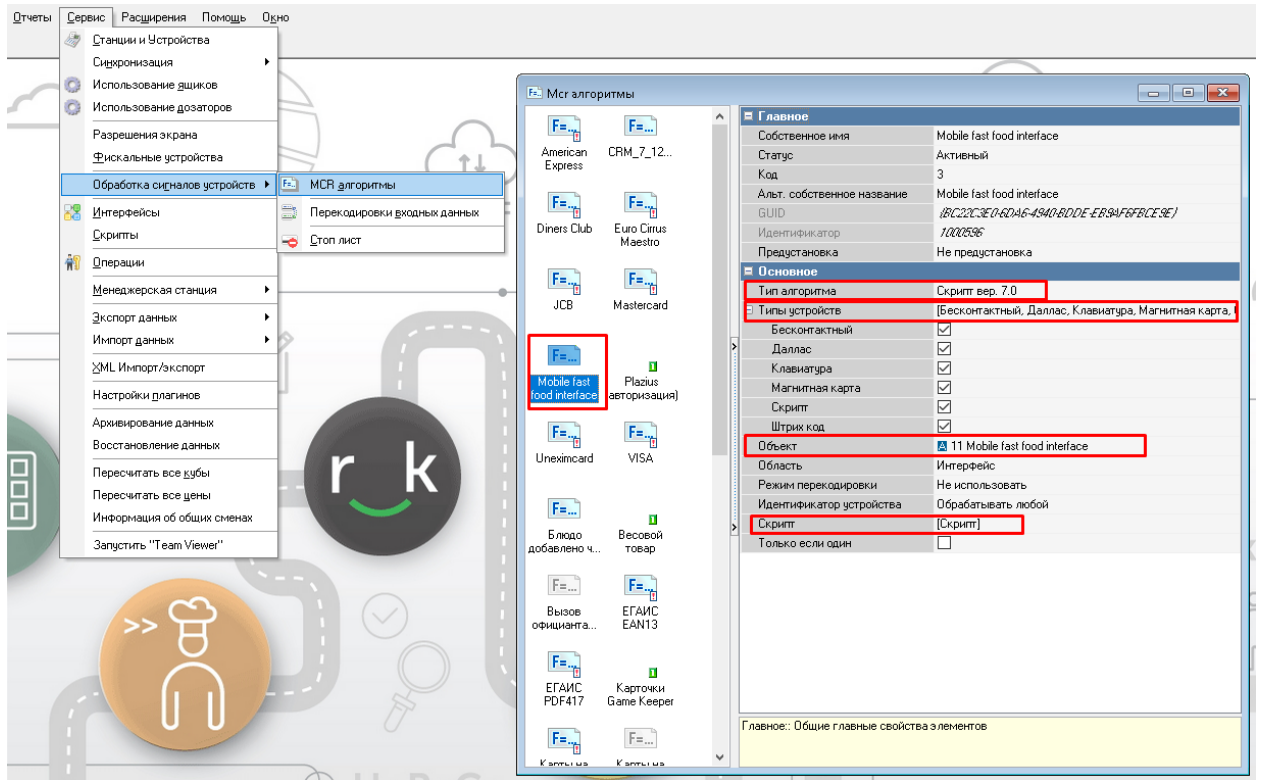 Отчеты Сервис Расширения Помощь Окно
Станции и Устройства
Синхронизация
Использование ящиков
Использование дозаторов
Разрешения экрана
Фискальные устройства
Обработка сигналов устройств
Интерфейсы
Скрипты
Операции
Менеджерская станция
Экспорт данных
Импорт данных
XML Импорт/экспорт
Настройки плагинов
Архивирование данных
Восстановление данных
Пересчитать все кубы
Пересчитать все цены
Информация об общих сменах
Запустить "Team Viewer"
MCR алгоритмы
Перекодировки входных данных
Стоп лист
r k
>>
Mcr алгоритмы
American
Express
CRM_7_12...
Diners Club
Euro Cirrus
Maestro
JCB
Mastercard
Mobile fast
food interface
Plazius
авторизация)
Uneximcard
VISA
Блюдо
добавлено ч...
Весовой
товар
Вызов
официанта...
ЕГАИС
EAN13
ЕГАИС
PDF417
Карточки
Game Keeper
Главное
Собственное имя Mobile fast food interface
Статус Активный
Код 3
Альт. собственное название Mobile fast food interface
GUID
Идентификатор 1000596
Предустановка Не предустановка
Основное
Тип алгоритма Скрипт вер. 7.0
Типы устройств [Бесконтактный, Даллас, Клавиатура, Магнитная карта,
Бесконтактный
Даллас
Клавиатура
Магнитная карта
Скрипт
Штрих код
Объект 11 Mobile fast food interface
Область Интерфейс
Режим перекодировки Не использовать
Идентификатор устройства Обрабатывать любой
Скрипт [Скрипт]
Только если один
Главное:: Общие главные свойства элементов